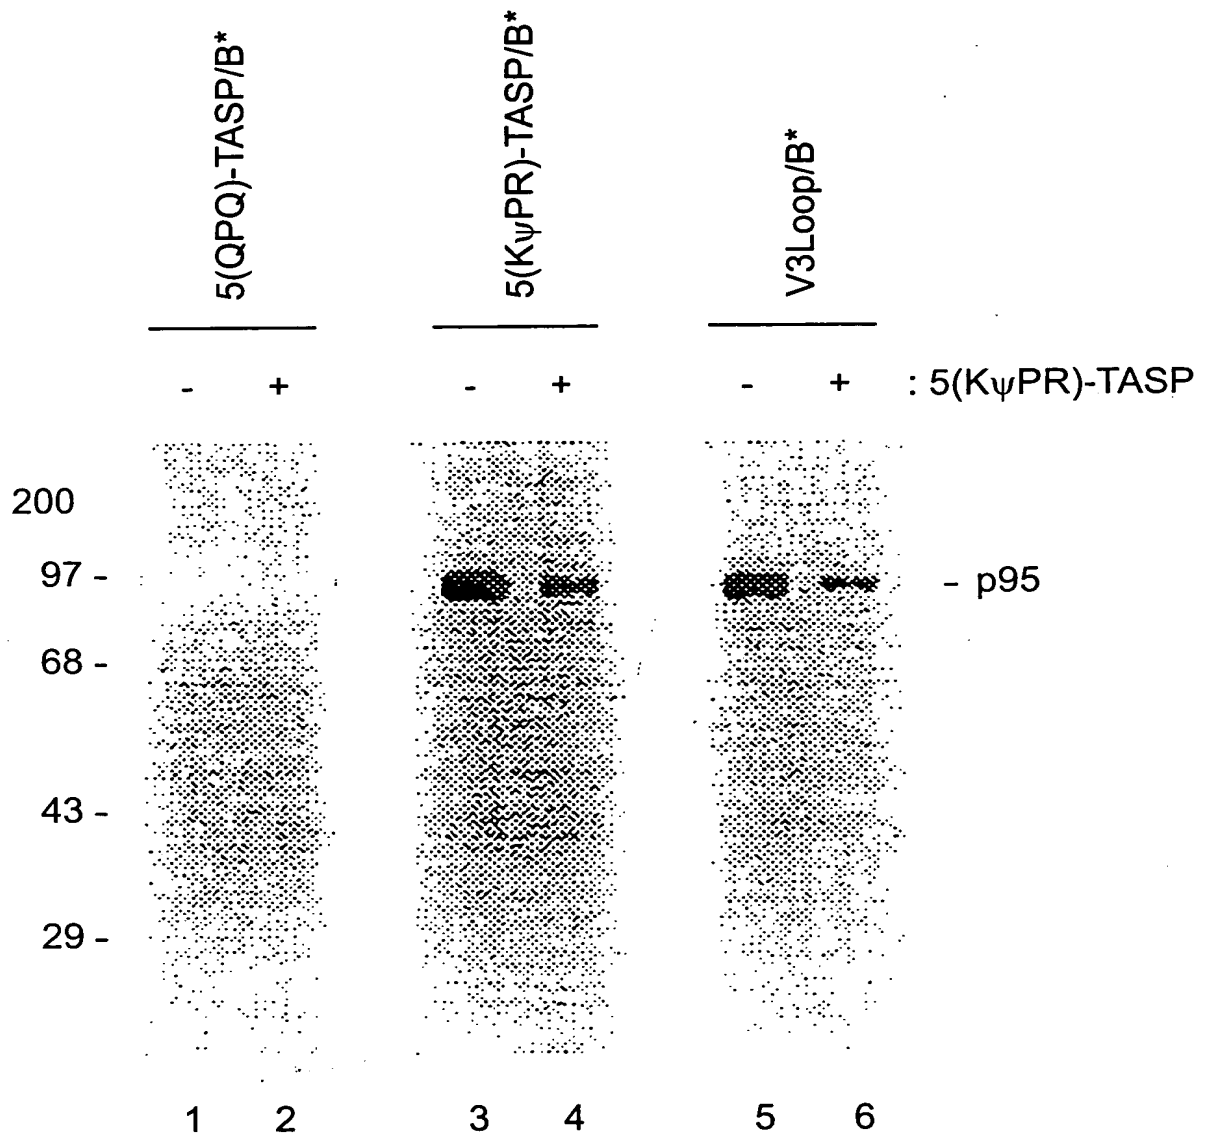 5(QPQ)-TASP/B*
5(KψPR)-TASP/B*
V3Loop/B*
- + - + - + : 5(KψPR)-TASP
200
97 -
- p95
68 -
43 -
29 -
1 2 3 4 5 6